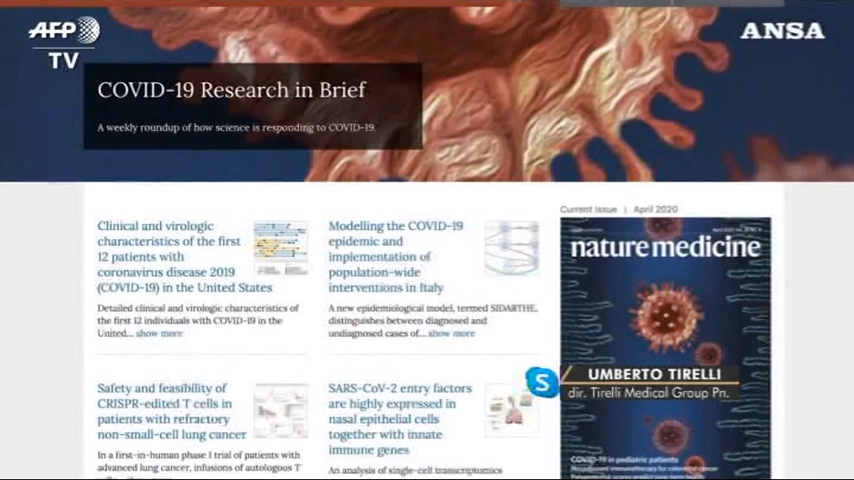 AFP
TV
ANSA
COVID-19 Research in Brief
A weekly roundup of how science is responding to COVID-19.
Clinical and virologic
characteristics of the first
12 patients with
coronavirus disease 2019
(COVID-19) in the United States
Detailed clinical and virologic characteristics of
the first 12 individuals with COVID-19 in the
United... show more
Modelling the COVID-19
epidemic and
implementation of
population-wide
interventions in Italy
A new epidemiological model, termed SIDARTHE,
distinguishes between diagnosed and
undiagnosed cases of... show more
Current Issue | April 2020
nature medicine
UMBERTO TIRELLI
dir. Tirelli Medical Group Pn.
COVID-19 in pediatric patients
Neoadjuvant immunotherapy for colorectal cancer
Safety and feasibility of
CRISPR-edited T cells in
patients with refractory
non-small-cell lung cancer
In a first-in-human phase I trial of patients with
advanced lung cancer, infusions of autologous T
SARS-CoV-2 entry factors
are highly expressed in
nasal epithelial cells
together with innate
immune genes
An analysis of single-cell transcriptomics